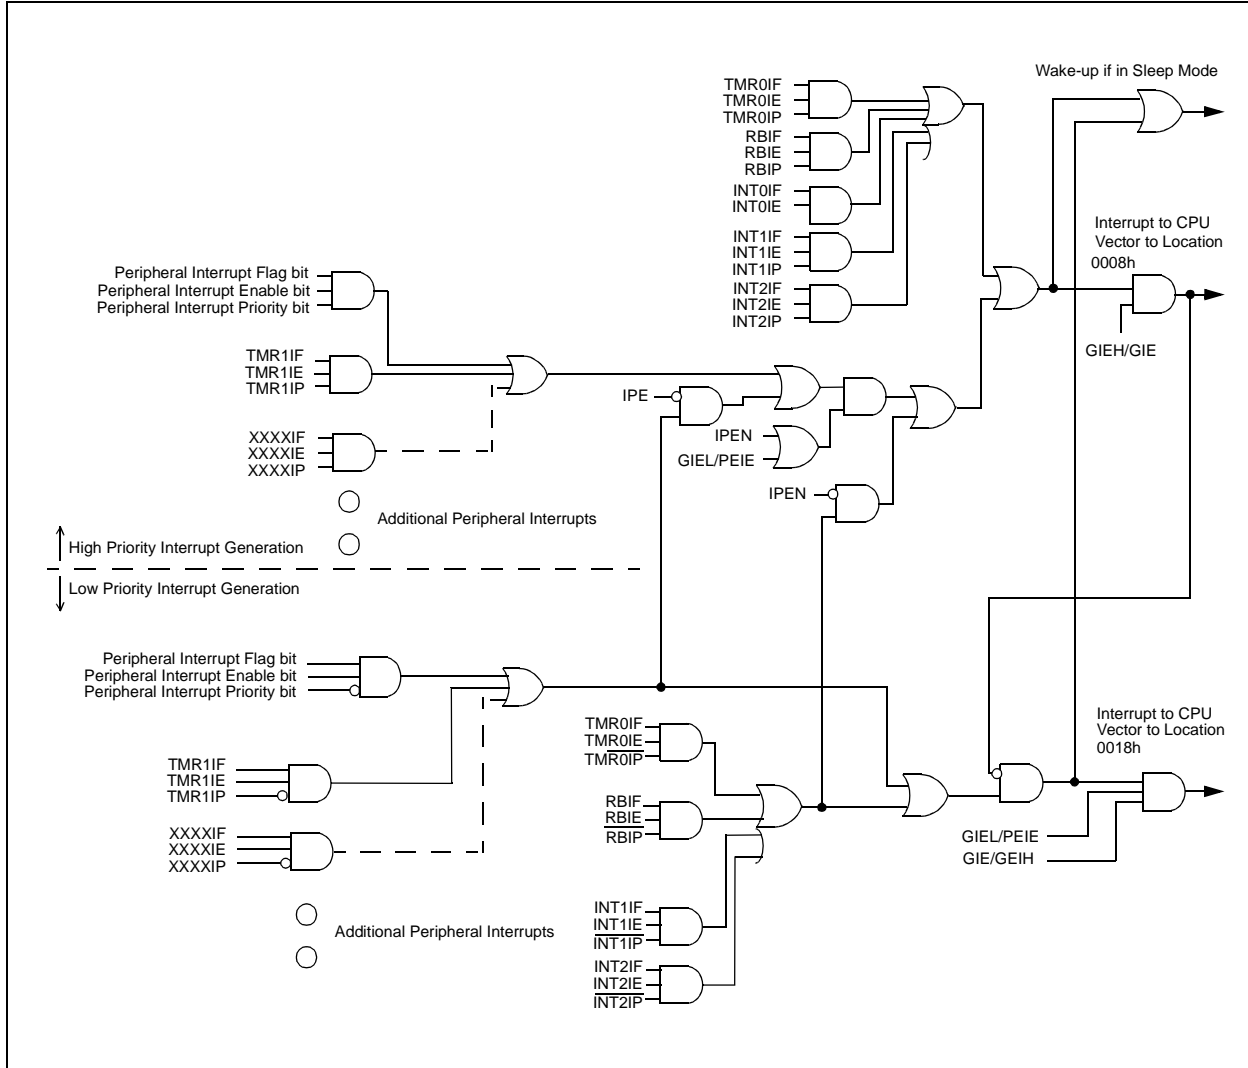 Wake-up if in Sleep Mode
TMR0IF
TMR0IE
TMR0IP
RBIF
RBIE
RBIP
INT0IF
INT0IE
INT1IF
INT1IE
INT1IP
INT2IF
INT2IE
INT2IP
Interrupt to CPU
Vector to Location
0008h
GIEH/GIE
Peripheral Interrupt Flag bit
Peripheral Interrupt Enable bit
Peripheral Interrupt Priority bit
TMR1IF
TMR1IE
TMR1IP
XXXXIF
XXXXIE
XXXXIP
IPE
IPEN
GIEL/PEIE
IPEN
Additional Peripheral Interrupts
High Priority Interrupt Generation
Low Priority Interrupt Generation
Peripheral Interrupt Flag bit
Peripheral Interrupt Enable bit
Peripheral Interrupt Priority bit
TMR1IF
TMR1IE
TMR1IP
XXXXIF
XXXXIE
XXXXIP
Additional Peripheral Interrupts
TMR0IF
TMR0IE
TMR0IP
RBIF
RBIE
RBIP
INT1IF
INT1IE
INT1IP
INT2IF
INT2IE
INT2IP
Interrupt to CPU
Vector to Location
0018h
GIEL/PEIE
GIE/GEIH